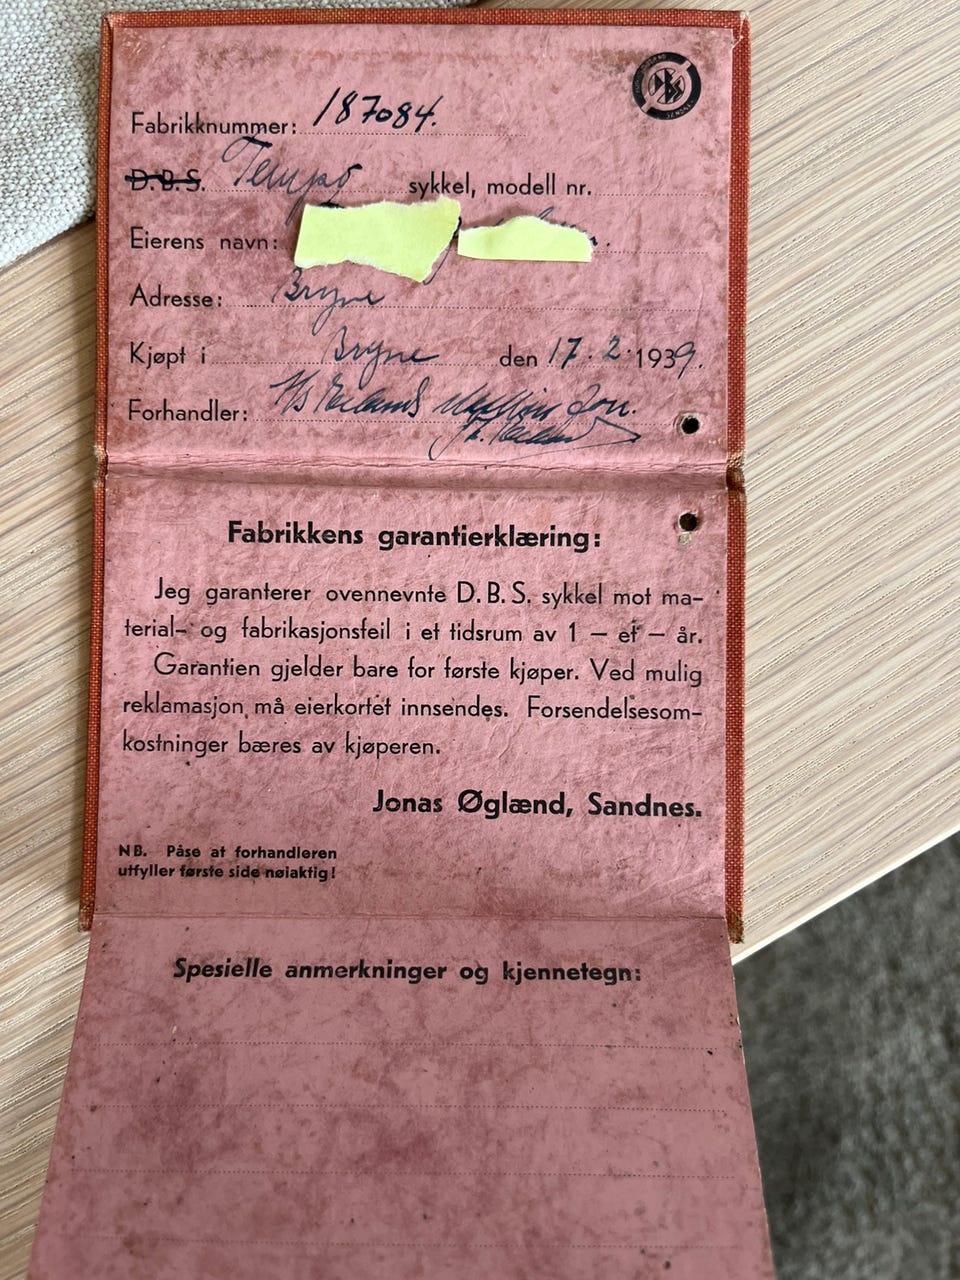 DBS
Fabrikknummer: 187084.
D.B.S. Tempo sykkel, modell nr.
Eierens navn:
Adresse: Bryne
Kjøpt i Bryne den 17.2.1939.
Forhandler:
Fabrikkens garantierklæring:
Jeg garanterer ovennevnte D.B.S. sykkel mot ma-
terial- og fabrikasjonsfeil i et tidsrum av 1 — et — år.
Garantien gjelder bare for første kjøper. Ved mulig
reklamasjon må eierkortet innsendes. Forsendelsesom-
kostninger bæres av kjøperen.
Jonas Øglænd, Sandnes.
NB. Påse at forhandleren
utfyller første side nøiaktig!
Spesielle anmerkninger og kjennetegn: